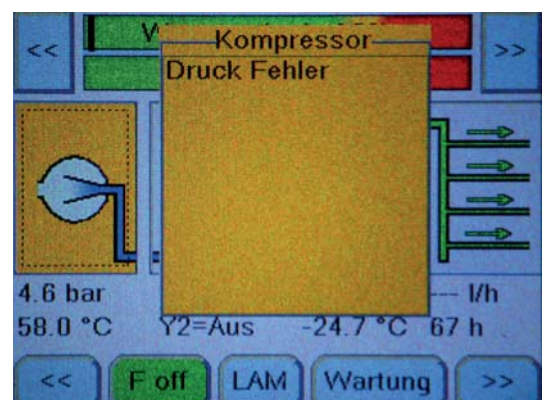 <<
>>
Kompressor
Druck Fehler
4.6 bar
--- l/h
58.0 °C
Y2=Aus
-24.7 °C
67 h
<<
F off
LAM
Wartung
>>